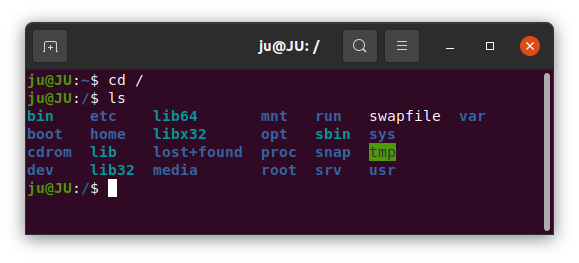 ju@JU: /
ju@JU:~$ cd /
ju@JU:/$ ls
bin etc lib64 mnt run swapfile var
boot home libx32 opt sbin sys
cdrom lib lost+found proc snap tmp
dev lib32 media root srv usr
ju@JU:/$